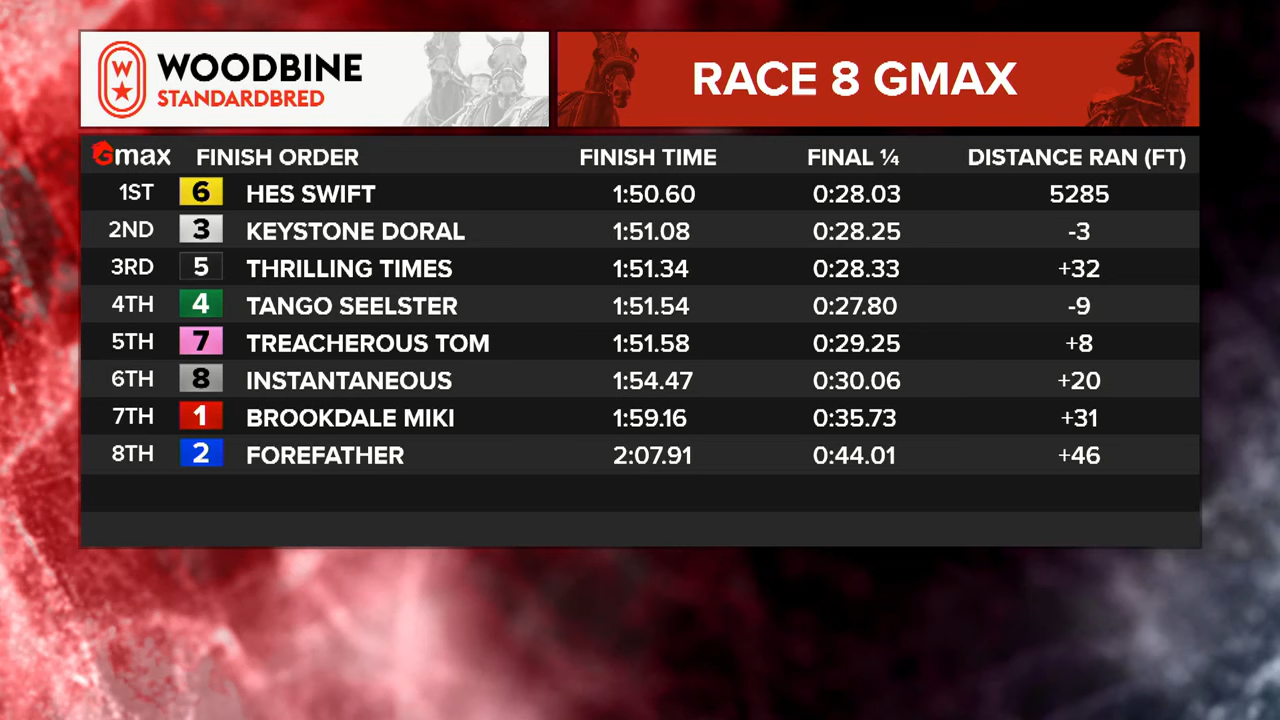 W
WOODBINE
STANDARDBRED
RACE 8 GMAX
Gmax FINISH ORDER FINISH TIME FINAL ¼ DISTANCE RAN (FT)
1ST 6 HES SWIFT 1:50.60 0:28.03 5285
2ND 3 KEYSTONE DORAL 1:51.08 0:28.25 -3
3RD 5 THRILLING TIMES 1:51.34 0:28.33 +32
4TH 4 TANGO SEELSTER 1:51.54 0:27.80 -9
5TH 7 TREACHEROUS TOM 1:51.58 0:29.25 +8
6TH 8 INSTANTANEOUS 1:54.47 0:30.06 +20
7TH 1 BROOKDALE MIKI 1:59.16 0:35.73 +31
8TH 2 FOREFATHER 2:07.91 0:44.01 +46